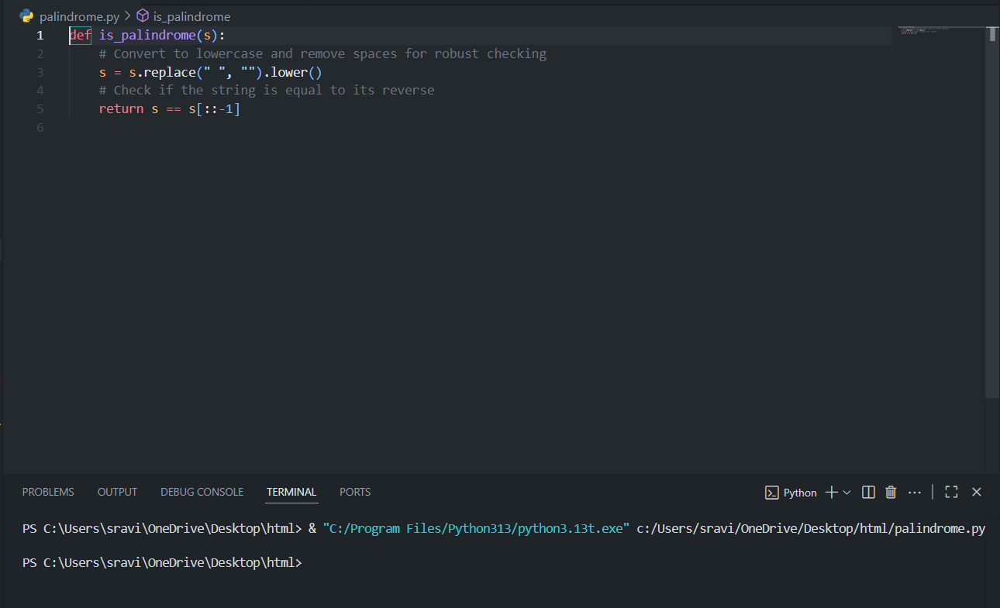 palindrome.py > is_palindrome
1 def is_palindrome(s):
2     # Convert to lowercase and remove spaces for robust checking
3     s = s.replace(" ", "").lower()
4     # Check if the string is equal to its reverse
5     return s == s[::-1]
6
PROBLEMS OUTPUT DEBUG CONSOLE TERMINAL PORTS Python
PS C:\Users\sravi\OneDrive\Desktop\html> & "C:/Program Files/Python313/python3.13t.exe" c:/Users/sravi/OneDrive/Desktop/html/palindrome.py
PS C:\Users\sravi\OneDrive\Desktop\html>